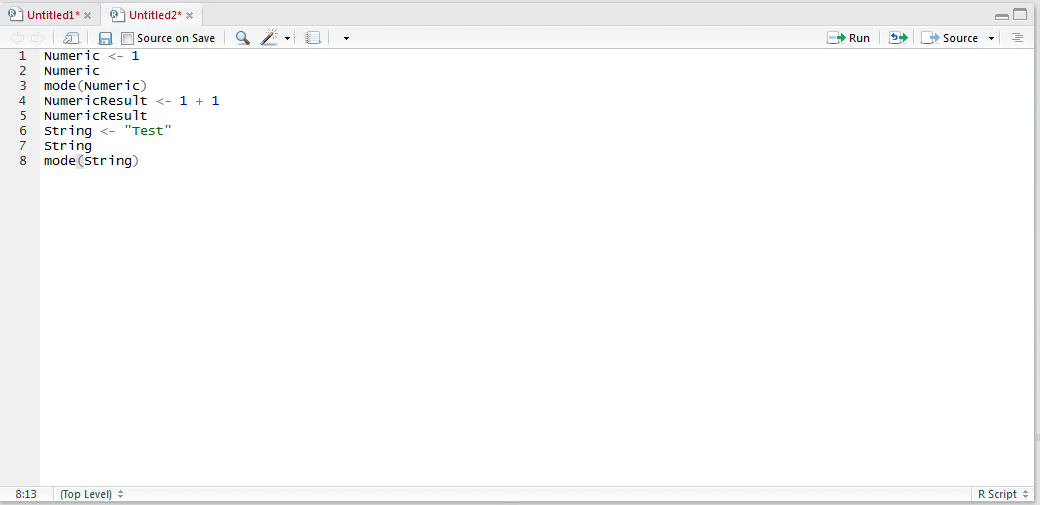 Untitled1* Untitled2*
Source on Save Run Source
1 Numeric <- 1
2 Numeric
3 mode(Numeric)
4 NumericResult <- 1 + 1
5 NumericResult
6 String <- "Test"
7 String
8 mode(String)
8:13 (Top Level) R Script